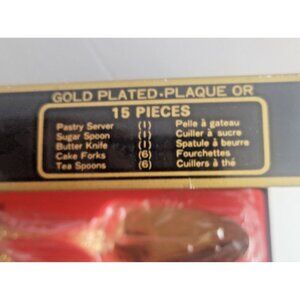 GOLD PLATED-PLAQUE OR
15 PIECES
Pastry Server (1) Pelle à gateau
Sugar Spoon (1) Cuiller à sucre
Butter Knife (1) Spatule à beurre
Cake Forks (6) Fourchettes
Tea Spoons (6) Cuillers à thé